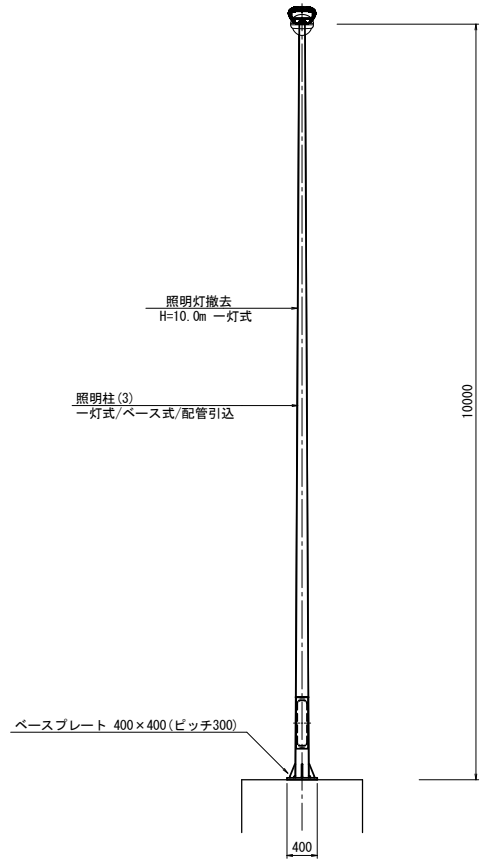 照明灯撤去
H=10.0m 一灯式
照明柱(3)
一灯式/ベース式/配管引込
10000
ベースプレート 400×400(ピッチ300)
400